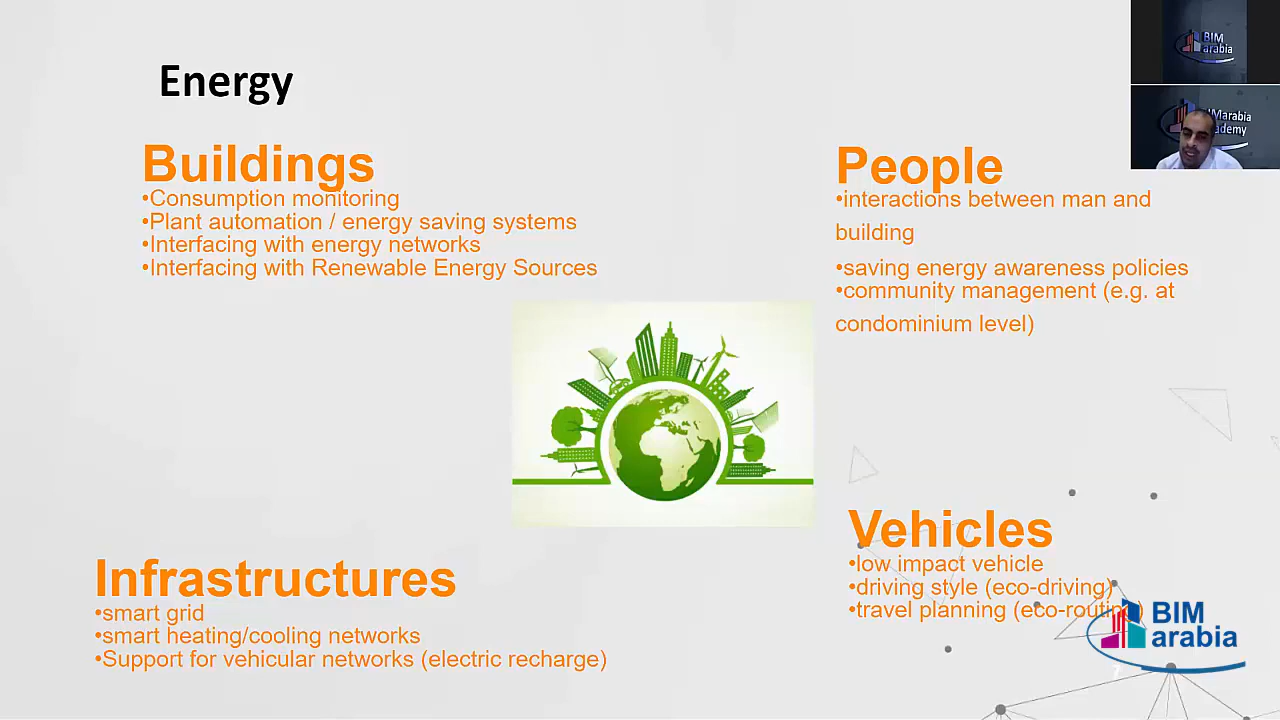 Energy
Buildings
•Consumption monitoring
•Plant automation / energy saving systems
•Interfacing with energy networks
•Interfacing with Renewable Energy Sources
People
•interactions between man and
building
•saving energy awareness policies
•community management (e.g. at
condominium level)
Infrastructures
•smart grid
•smart heating/cooling networks
•Support for vehicular networks (electric recharge)
Vehicles
•low impact vehicle
•driving style (eco-driving)
•travel planning (eco-routing)
BIM
arabia
7
BIM
arabia